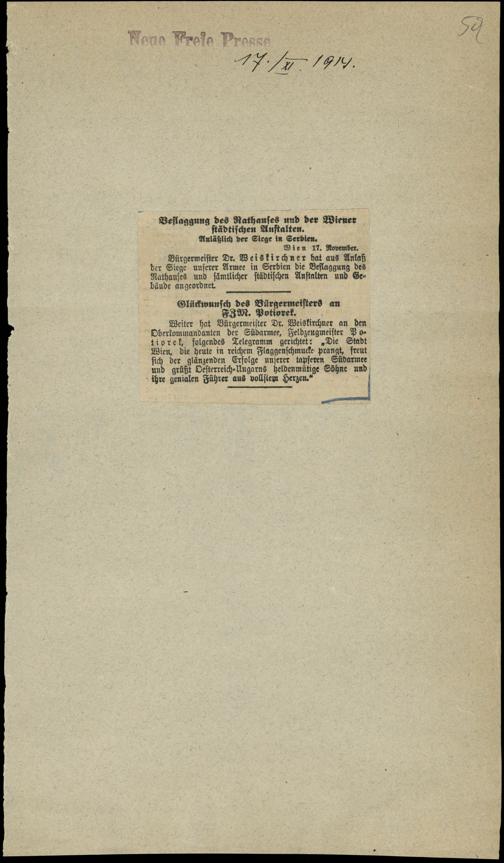 59
Neue Freie Presse
17./XI. 1914.
Beflaggung des Rathauses und der Wiener
städtischen Anstalten.
Anläßlich der Siege in Serbien.
Wien 17. November.
Bürgermeister Dr. Weiskirchner hat aus Anlaß
der Siege unserer Armee in Serbien die Beflaggung des
Rathauses und sämtlicher städtischen Anstalten und Ge-
bäude angeordnet.
Glückwunsch des Bürgermeisters an
FZM. Potiorek.
Weiter hat Bürgermeister Dr. Weiskirchner an den
Oberkommandanten der Südarmee, Feldzeugmeister Po-
tiorek, folgendes Telegramm gerichtet: „Die Stadt
Wien, die heute in reichem Flaggenschmucke prangt, freut
sich der glänzenden Erfolge unserer tapferen Südarmee
und grüßt Oesterreich-Ungarns heldenmütige Söhne und
ihre genialen Führer aus vollstem Herzen."